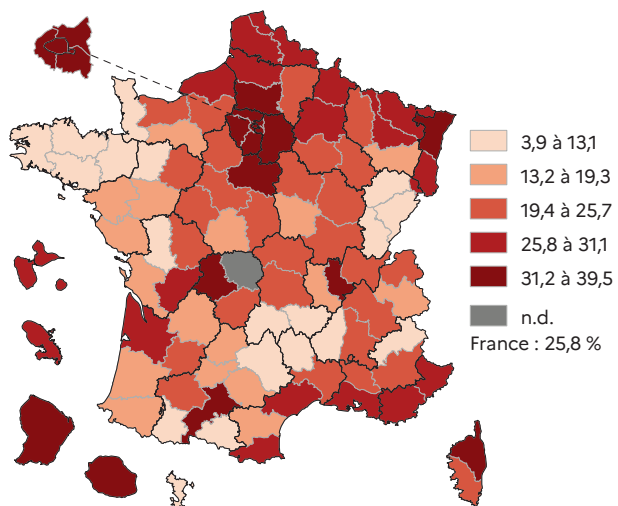 3,9 à 13,1
13,2 à 19,3
19,4 à 25,7
25,8 à 31,1
31,2 à 39,5
n.d.
France : 25,8 %